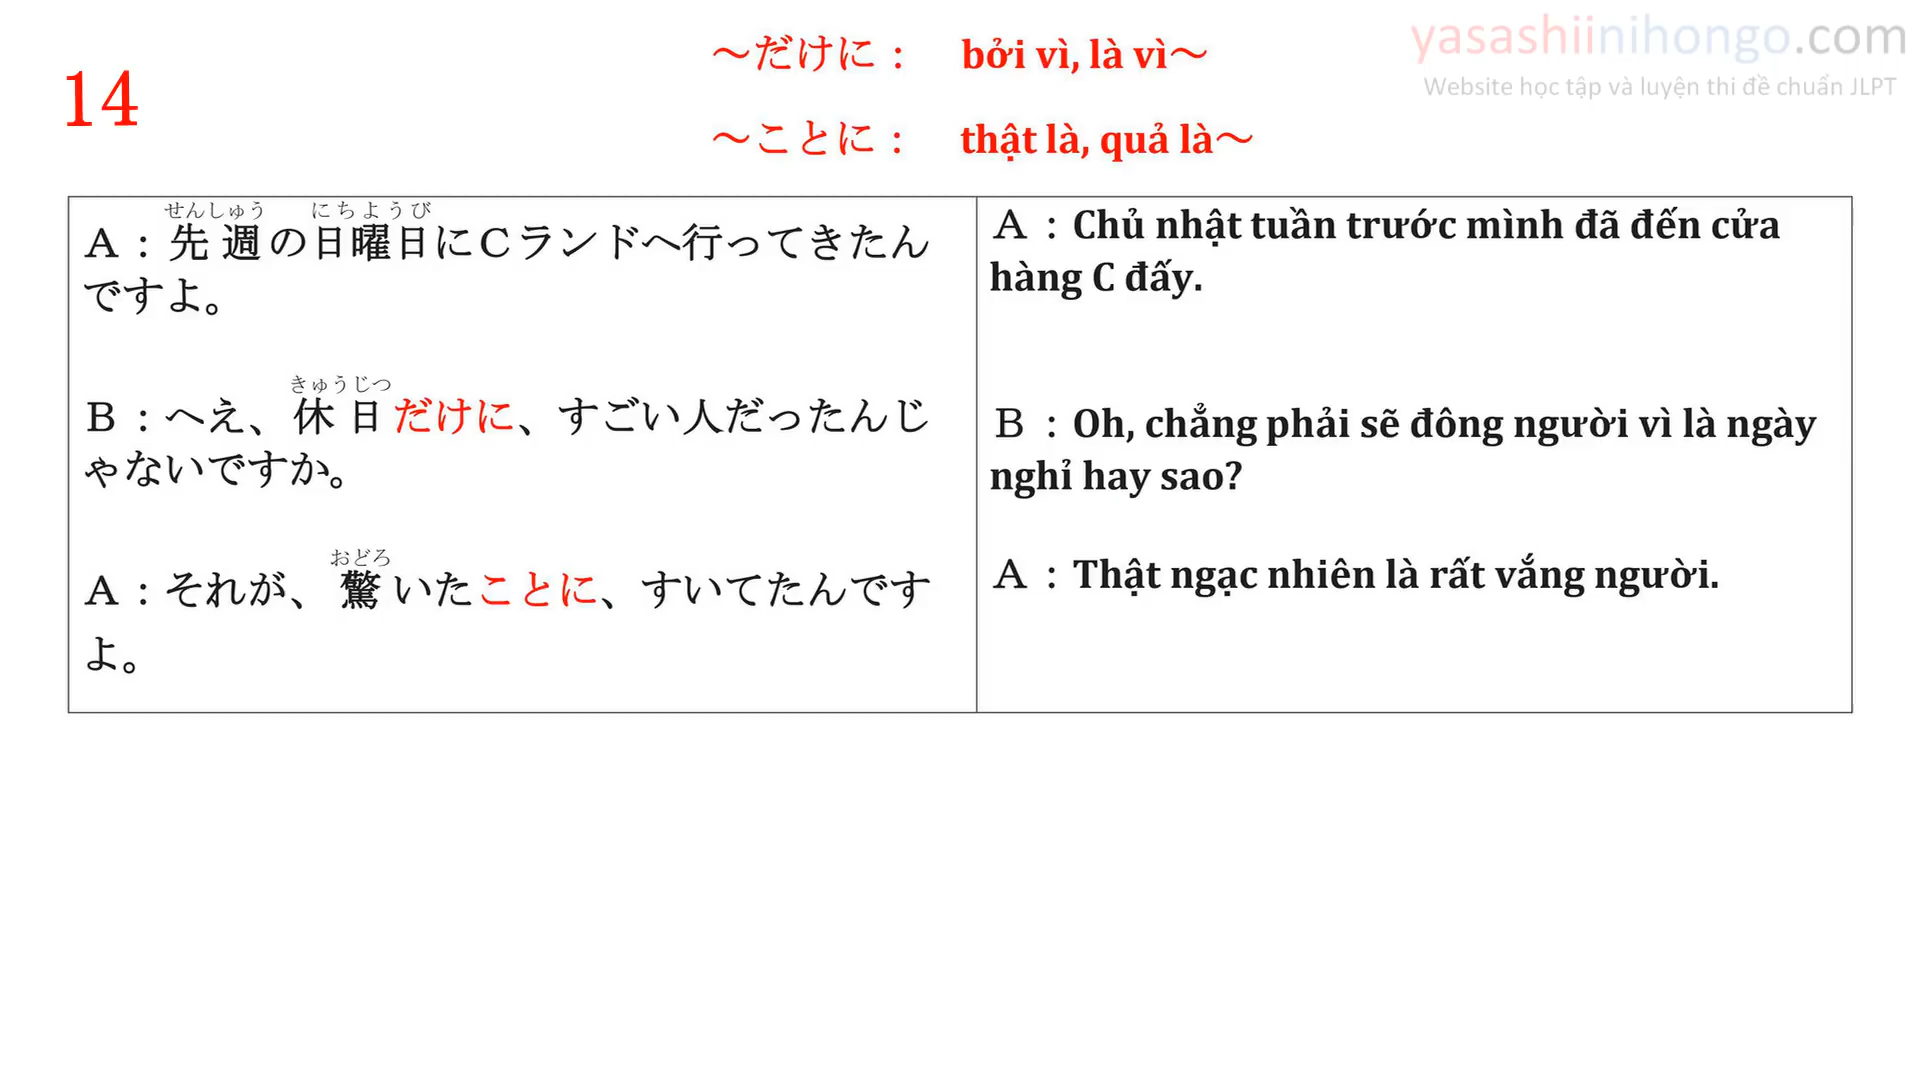 yasashiinihongo.com
Website học tập và luyện thi đề chuẩn JLPT
14
～だけに： bởi vì, là vì～
～ことに： thật là, quả là～
せんしゅう にちようび
Ａ：先週の日曜日にＣランドへ行ってきたん
ですよ。
きゅうじつ
Ｂ：へえ、休日だけに、すごい人だったんじ
ゃないですか。
おどろ
Ａ：それが、驚いたことに、すいてたんです
よ。
Ａ：Chủ nhật tuần trước mình đã đến cửa
hàng C đấy.
Ｂ：Oh, chẳng phải sẽ đông người vì là ngày
nghỉ hay sao?
Ａ：Thật ngạc nhiên là rất vắng người.